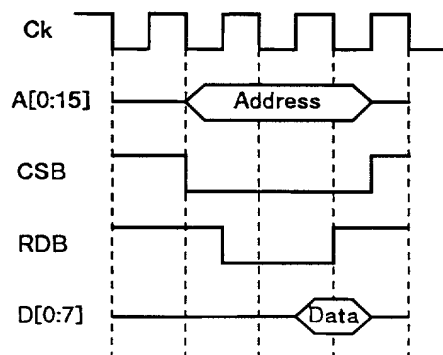 Ck
A[0:15]
Address
CSB
RDB
D[0:7]
Data